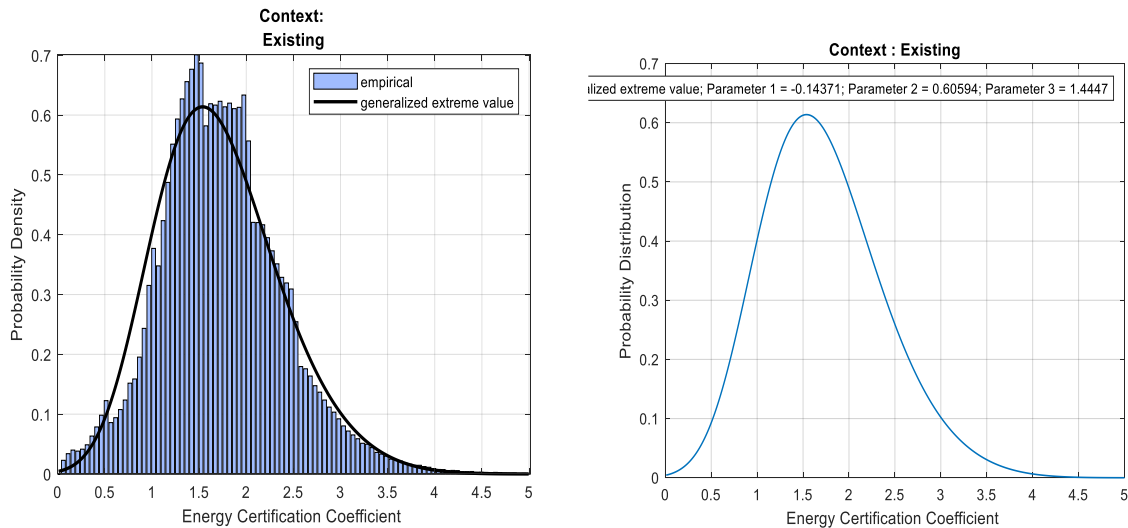 Context:
Existing
0.7
0.6
0.5
0.4
0.3
0.2
0.1
0
Probability Density
empirical
generalized extreme value
0 0.5 1 1.5 2 2.5 3 3.5 4 4.5 5
Energy Certification Coefficient
Context : Existing
0.7
0.6
0.5
0.4
0.3
0.2
0.1
0
Probability Distribution
alized extreme value; Parameter 1 = -0.14371; Parameter 2 = 0.60594; Parameter 3 = 1.4447
0 0.5 1 1.5 2 2.5 3 3.5 4 4.5 5
Energy Certification Coefficient